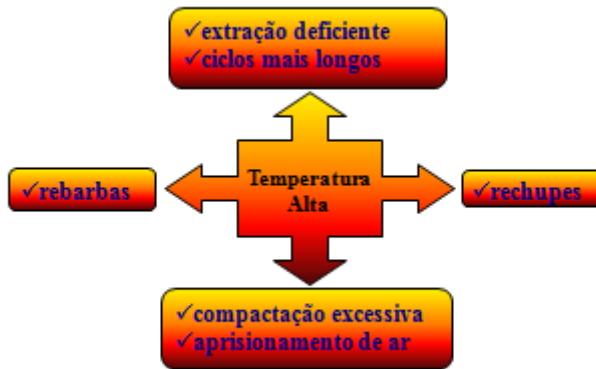 ✓extração deficiente
✓ciclos mais longos
✓rebarbas
Temperatura
Alta
✓rechupes
✓compactação excessiva
✓aprisionamento de ar